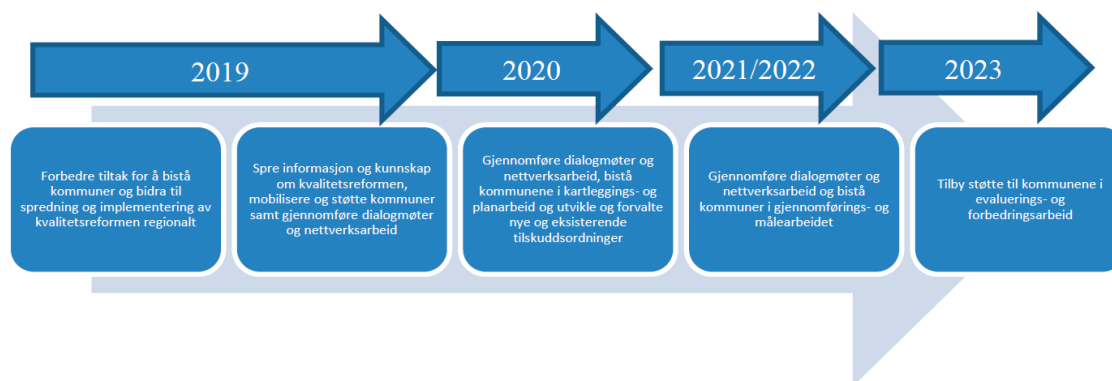 2019
2020
2021/2022
2023
Forbedre tiltak for å bistå
kommuner og bidra til
spredning og implementering av
kvalitetsreformen regionalt
Spre informasjon og kunnskap
om kvalitetsreformen,
mobilisere og støtte kommuner
samt gjennomføre dialogmøter
og nettverksarbeid
Gjennomføre dialogmøter og
nettverksarbeid, bistå
kommunene i kartleggings- og
planarbeid og utvikle og forvalte
nye og eksisterende
tilskuddsordninger
Gjennomføre dialogmøter og
nettverksarbeid og bistå
kommuner i gjennomførings- og
målearbeidet
Tilby støtte til kommunene i
evaluerings- og
forbedringsarbeid